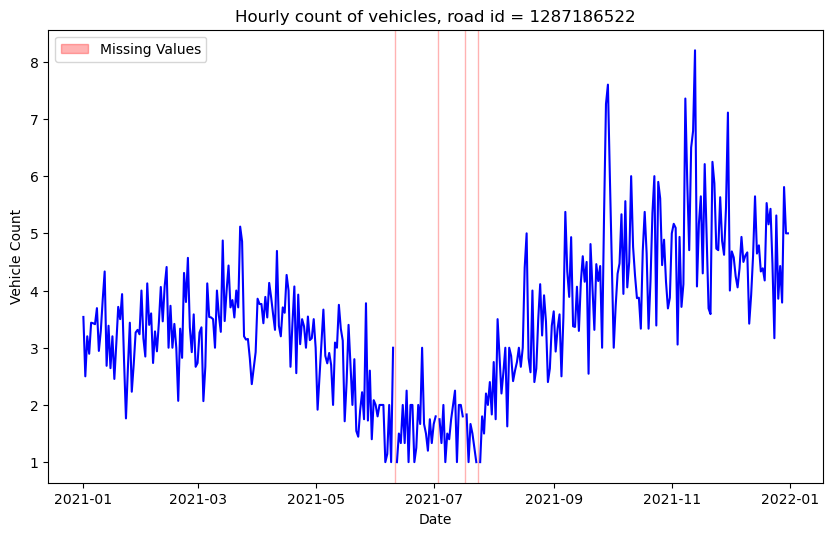 Hourly count of vehicles, road id = 1287186522
Missing Values
Vehicle Count
8
7
6
5
4
3
2
1
2021-01 2021-03 2021-05 2021-07 2021-09 2021-11 2022-01
Date